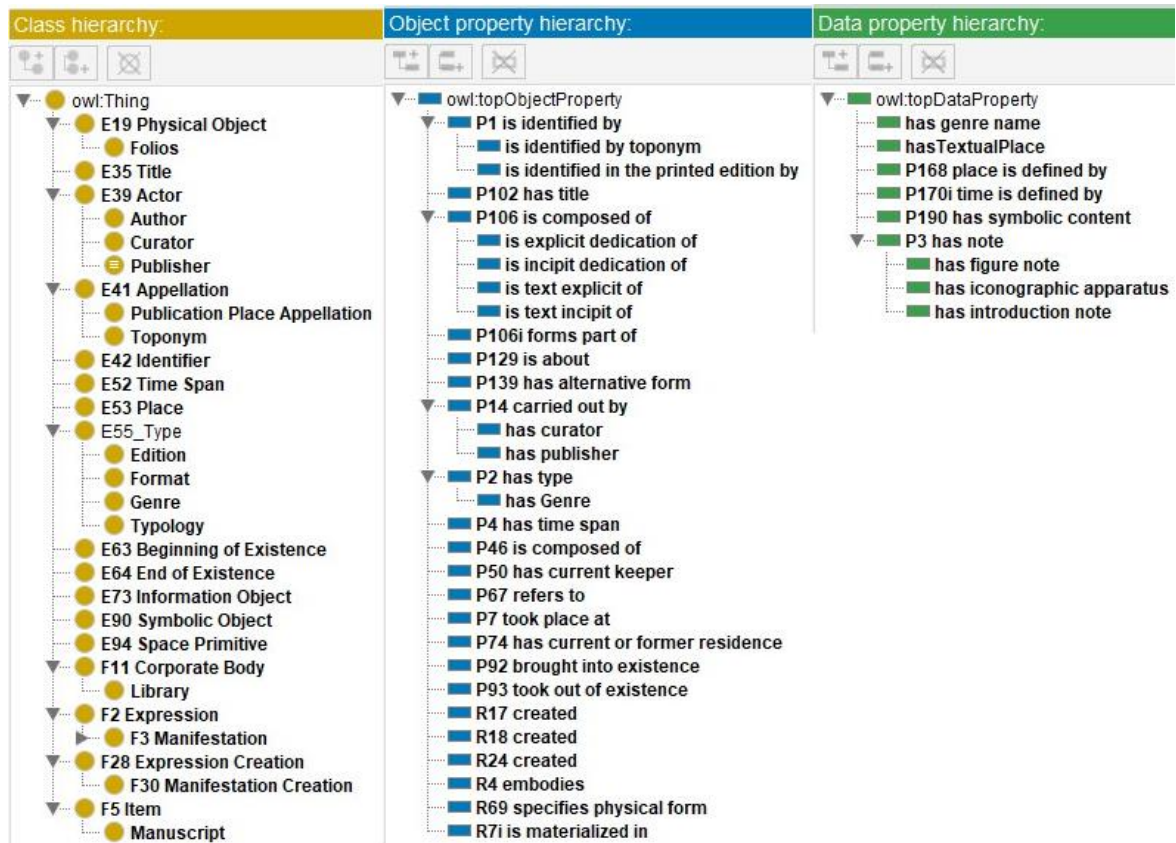 Class hierarchy:
owl:Thing
E19 Physical Object
Folios
E35 Title
E39 Actor
Author
Curator
Publisher
E41 Appellation
Publication Place Appellation
Toponym
E42 Identifier
E52 Time Span
E53 Place
E55_Type
Edition
Format
Genre
Typology
E63 Beginning of Existence
E64 End of Existence
E73 Information Object
E90 Symbolic Object
E94 Space Primitive
F11 Corporate Body
Library
F2 Expression
F3 Manifestation
F28 Expression Creation
F30 Manifestation Creation
F5 Item
Manuscript
Object property hierarchy:
owl:topObjectProperty
P1 is identified by
is identified by toponym
is identified in the printed edition by
P102 has title
P106 is composed of
is explicit dedication of
is incipit dedication of
is text explicit of
is text incipit of
P106i forms part of
P129 is about
P139 has alternative form
P14 carried out by
has curator
has publisher
P2 has type
has Genre
P4 has time span
P46 is composed of
P50 has current keeper
P67 refers to
P7 took place at
P74 has current or former residence
P92 brought into existence
P93 took out of existence
R17 created
R18 created
R24 created
R4 embodies
R69 specifies physical form
R7i is materialized in
Data property hierarchy:
owl:topDataProperty
has genre name
hasTextualPlace
P168 place is defined by
P170i time is defined by
P190 has symbolic content
P3 has note
has figure note
has iconographic apparatus
has introduction note